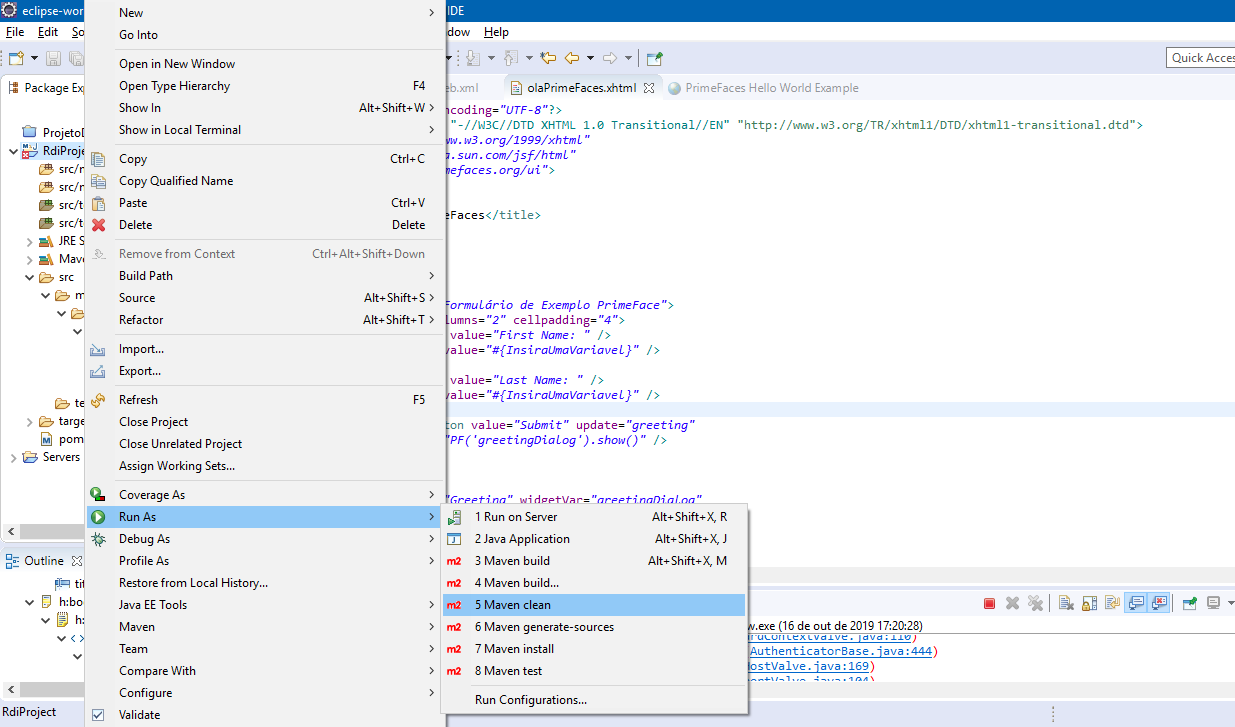 eclipse-wor
IDE
File Edit So
dow Help
Quick Acces
Package Exp
eb.xml
olaPrimeFaces.xhtml
PrimeFaces Hello World Example
ProjetoD
RdiProje
src/m
src/m
src/t
src/t
JRE S
Mave
src
m
te
targe
pom
Servers
Outline
tit
h:bo
h:
RdiProject
New
Go Into
Open in New Window
Open Type Hierarchy F4
Show In Alt+Shift+W
Show in Local Terminal
Copy Ctrl+C
Copy Qualified Name
Paste Ctrl+V
Delete Delete
Remove from Context Ctrl+Alt+Shift+Down
Build Path
Source Alt+Shift+S
Refactor Alt+Shift+T
Import...
Export...
Refresh F5
Close Project
Close Unrelated Project
Assign Working Sets...
Coverage As
Run As
Debug As
Profile As
Restore from Local History...
Java EE Tools
Maven
Team
Compare With
Configure
Validate
1 Run on Server Alt+Shift+X, R
2 Java Application Alt+Shift+X, J
m2 3 Maven build Alt+Shift+X, M
m2 4 Maven build...
m2 5 Maven clean
m2 6 Maven generate-sources
m2 7 Maven install
m2 8 Maven test
Run Configurations...
ncoding="UTF-8"?>
"-//W3C//DTD XHTML 1.0 Transitional//EN" "http://www.w3.org/TR/xhtml1/DTD/xhtml1-transitional.dtd">
ww.w3.org/1999/xhtml"
a.sun.com/jsf/html"
mefaces.org/ui">
eFaces</title>
Formulário de Exemplo PrimeFace">
lumns="2" cellpadding="4">
value="First Name: " />
value="#{InsiraUmaVariavel}" />
value="Last Name: " />
value="#{InsiraUmaVariavel}" />
ton value="Submit" update="greeting"
"PF('greetingDialog').show()" />
"Greeting" widgetVar="greetingDialog"
w.exe (16 de out de 2019 17:20:28)
rdContextValve.java:110)
AuthenticatorBase.java:444)
ostValve.java:169)
ortValve.java:104)